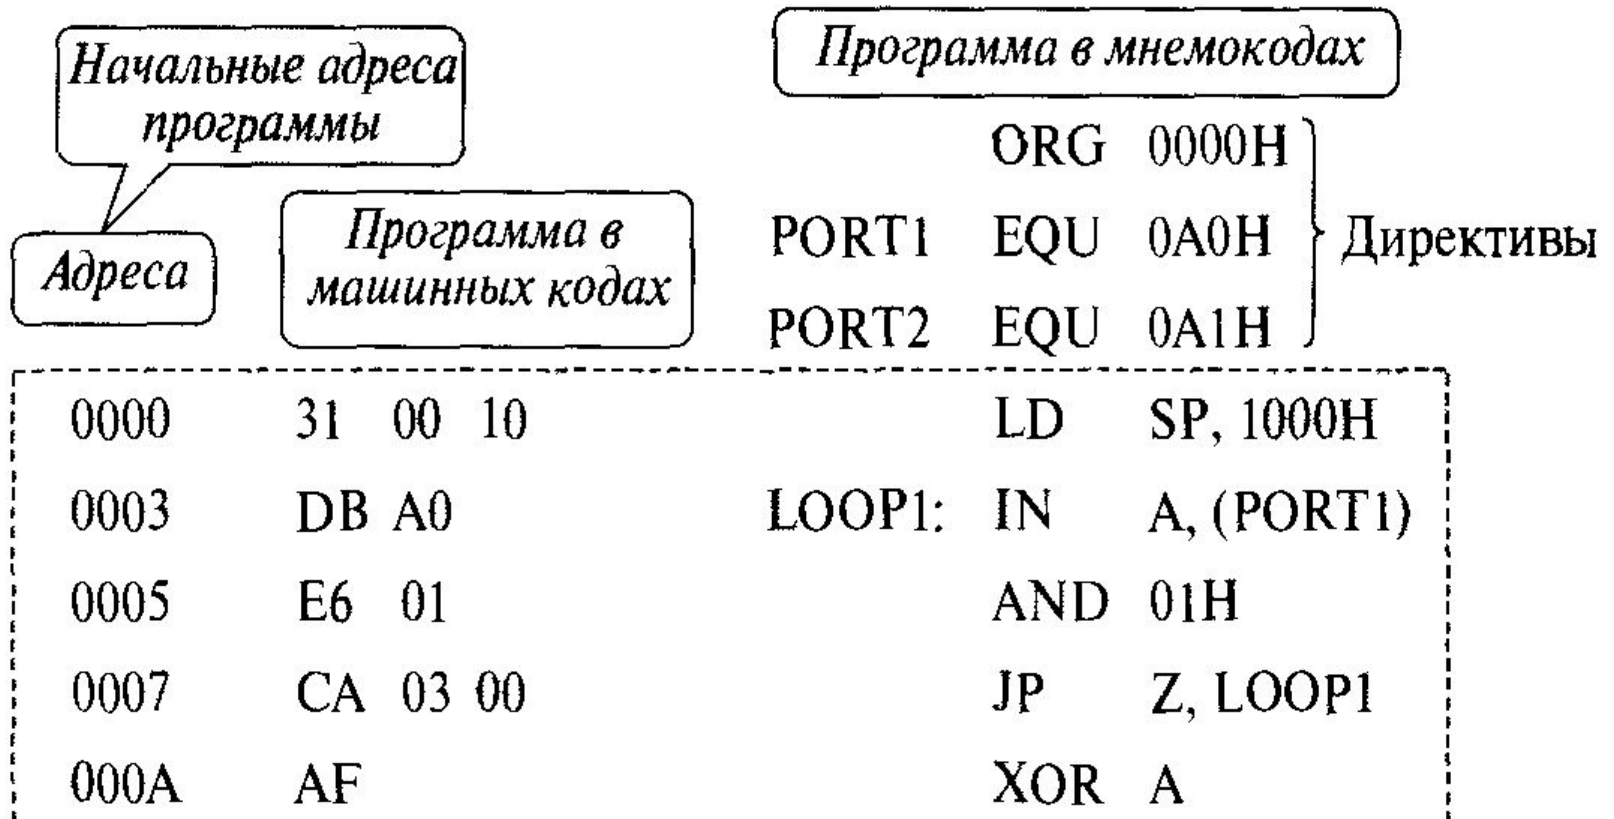 Начальные адреса
программы
Программа в мнемокодах
ORG 0000H
Адреса
Программа в
машинных кодах
PORT1 EQU 0A0H
Директивы
PORT2 EQU 0A1H
0000 31 00 10 LD SP, 1000H
0003 DB A0 LOOP1: IN A, (PORT1)
0005 E6 01 AND 01H
0007 CA 03 00 JP Z, LOOP1
000A AF XOR A